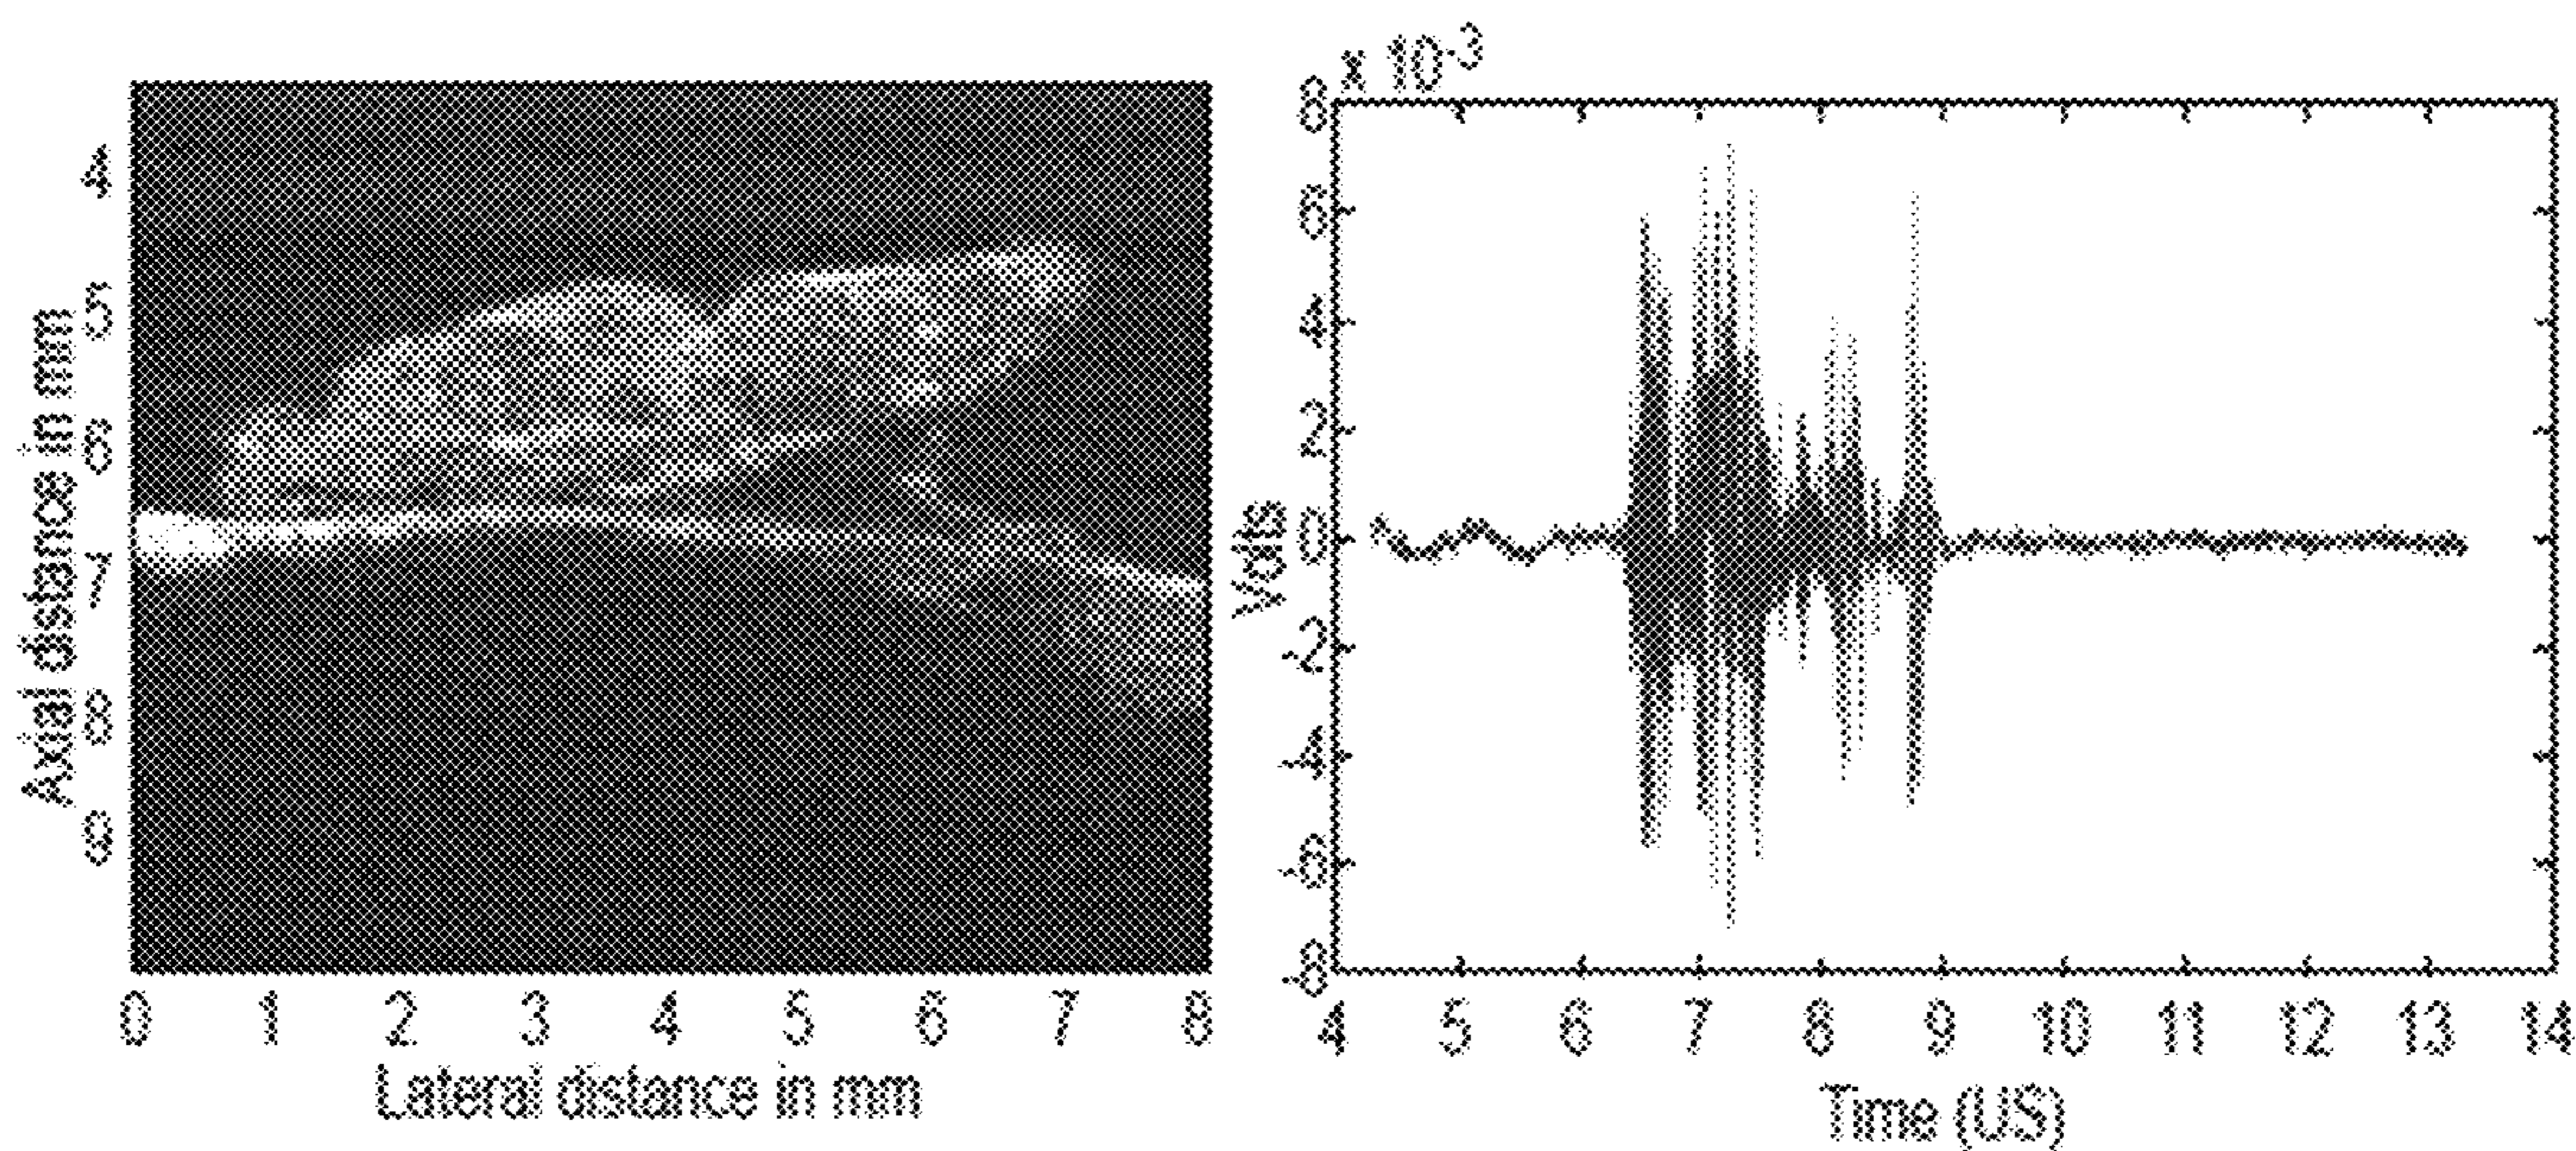 Axial distance in mm
4
5
6
7
8
9
0 1 2 3 4 5 6 7 8
Lateral distance in mm
x 10-3
Volts
8
6
4
2
0
-2
-4
-6
-8
4 5 6 7 8 9 10 11 12 13 14
Time (US)